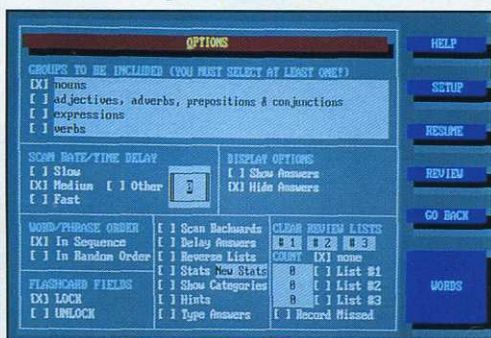 OPTIONS
GROUPS TO BE INCLUDED (YOU MUST SELECT AT LEAST ONE!)
[X] nouns
[ ] adjectives, adverbs, prepositions & conjunctions
[ ] expressions
[ ] verbs
SCAN RATE/TIME DELAY
[ ] Slow
[X] Medium [ ] Other
[ ] Fast
DISPLAY OPTIONS
[ ] Show Answers
[X] Hide Answers
WORD/PHRASE ORDER
[X] In Sequence
[ ] In Random Order
FLASHCARD FIELDS
[X] LOCK
[ ] UNLOCK
[ ] Scan Backwards
[ ] Delay Answers
[ ] Reverse Lists
[ ] Stats New Stats
[ ] Show Categories
[ ] Hints
[ ] Type Answers
CLEAR REVIEW LISTS
# 1 # 2 # 3
COUNT [X] none
0 [ ] List #1
0 [ ] List #2
0 [ ] List #3
[ ] Record Missed
HELP
SETUP
RESUME
REVIEW
GO BACK
WORDS